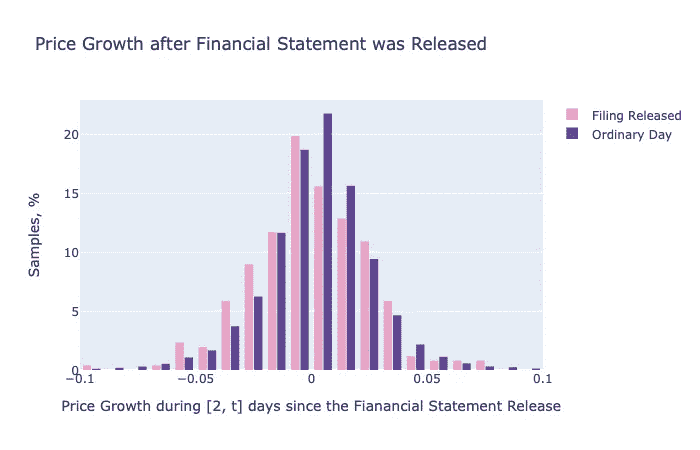 Price Growth after Financial Statement was Released
Filing Released
Ordinary Day
Samples, %
20
15
10
5
0
−0.1
−0.05
0
0.05
0.1
Price Growth during [2, t] days since the Fianancial Statement Release